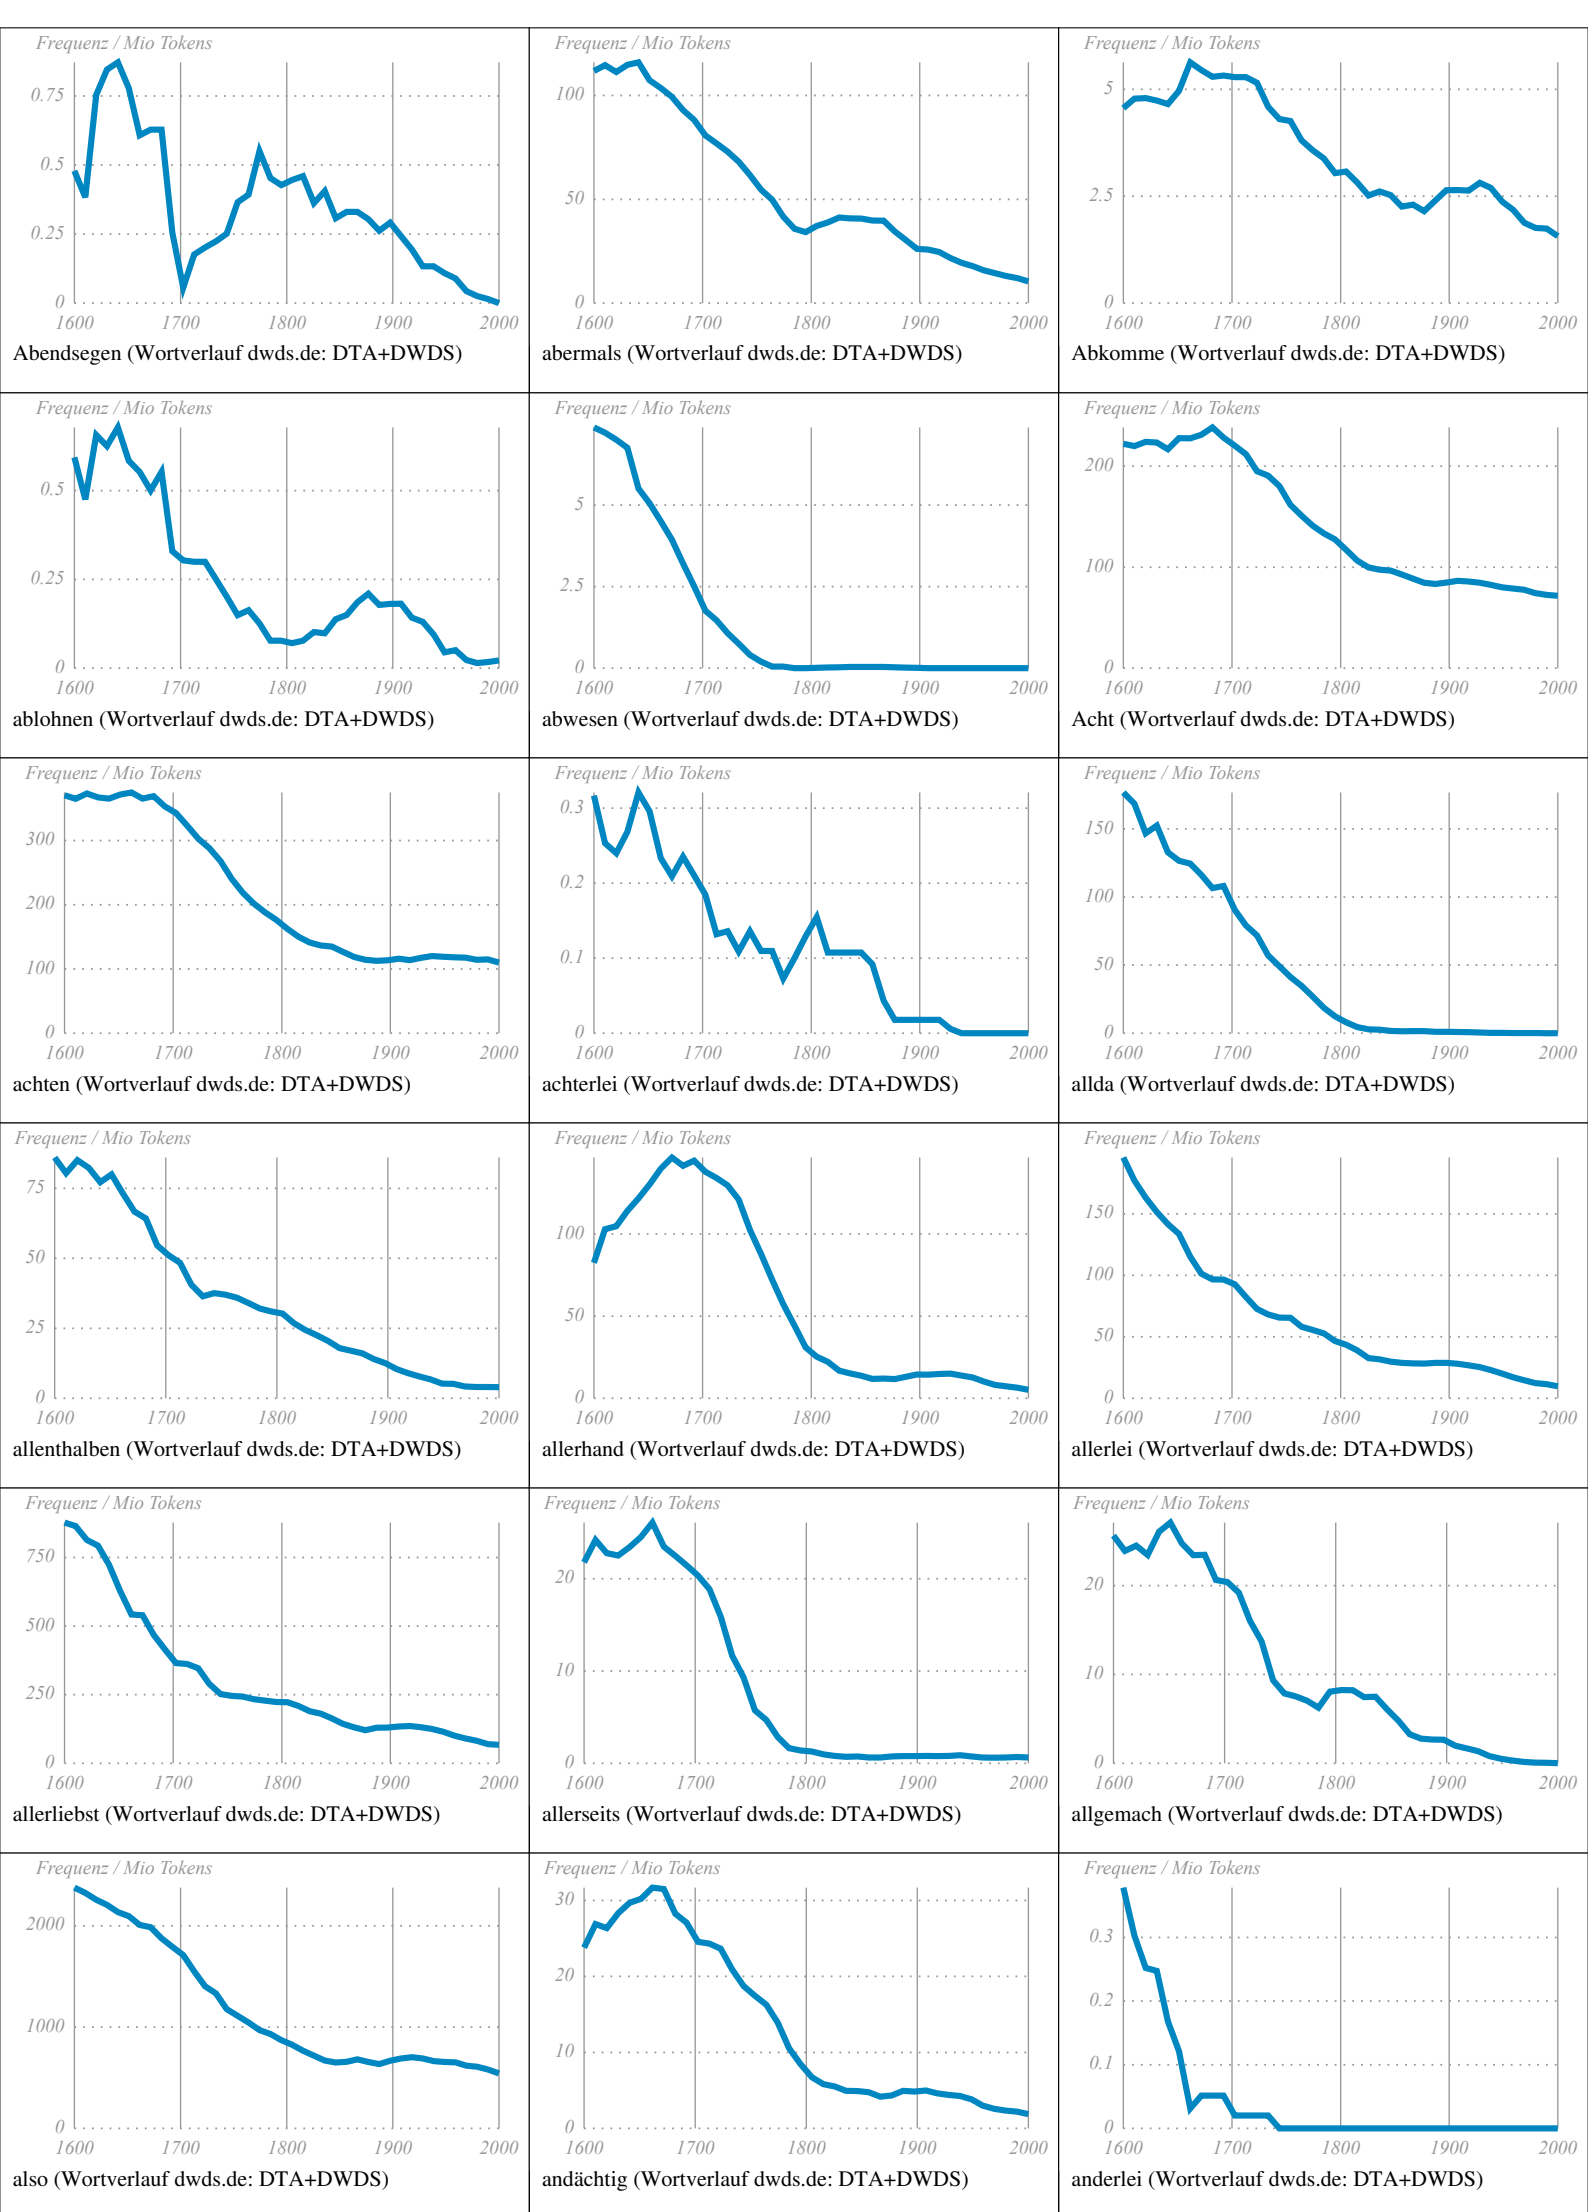 Frequenz / Mio Tokens
0.75
0.5
0.25
0
1600 1700 1800 1900 2000
Abendsegen (Wortverlauf dwds.de: DTA+DWDS)
Frequenz / Mio Tokens
100
50
0
1600 1700 1800 1900 2000
abermals (Wortverlauf dwds.de: DTA+DWDS)
Frequenz / Mio Tokens
5
2.5
0
1600 1700 1800 1900 2000
Abkomme (Wortverlauf dwds.de: DTA+DWDS)
Frequenz / Mio Tokens
0.5
0.25
0
1600 1700 1800 1900 2000
ablohnen (Wortverlauf dwds.de: DTA+DWDS)
Frequenz / Mio Tokens
5
2.5
0
1600 1700 1800 1900 2000
abwesen (Wortverlauf dwds.de: DTA+DWDS)
Frequenz / Mio Tokens
200
100
0
1600 1700 1800 1900 2000
Acht (Wortverlauf dwds.de: DTA+DWDS)
Frequenz / Mio Tokens
300
200
100
0
1600 1700 1800 1900 2000
achten (Wortverlauf dwds.de: DTA+DWDS)
Frequenz / Mio Tokens
0.3
0.2
0.1
0
1600 1700 1800 1900 2000
achterlei (Wortverlauf dwds.de: DTA+DWDS)
Frequenz / Mio Tokens
150
100
50
0
1600 1700 1800 1900 2000
allda (Wortverlauf dwds.de: DTA+DWDS)
Frequenz / Mio Tokens
75
50
25
0
1600 1700 1800 1900 2000
allenthalben (Wortverlauf dwds.de: DTA+DWDS)
Frequenz / Mio Tokens
100
50
0
1600 1700 1800 1900 2000
allerhand (Wortverlauf dwds.de: DTA+DWDS)
Frequenz / Mio Tokens
150
100
50
0
1600 1700 1800 1900 2000
allerlei (Wortverlauf dwds.de: DTA+DWDS)
Frequenz / Mio Tokens
750
500
250
0
1600 1700 1800 1900 2000
allerliebst (Wortverlauf dwds.de: DTA+DWDS)
Frequenz / Mio Tokens
20
10
0
1600 1700 1800 1900 2000
allerseits (Wortverlauf dwds.de: DTA+DWDS)
Frequenz / Mio Tokens
20
10
0
1600 1700 1800 1900 2000
allgemach (Wortverlauf dwds.de: DTA+DWDS)
Frequenz / Mio Tokens
2000
1000
0
1600 1700 1800 1900 2000
also (Wortverlauf dwds.de: DTA+DWDS)
Frequenz / Mio Tokens
30
20
10
0
1600 1700 1800 1900 2000
andächtig (Wortverlauf dwds.de: DTA+DWDS)
Frequenz / Mio Tokens
0.3
0.2
0.1
0
1600 1700 1800 1900 2000
anderlei (Wortverlauf dwds.de: DTA+DWDS)